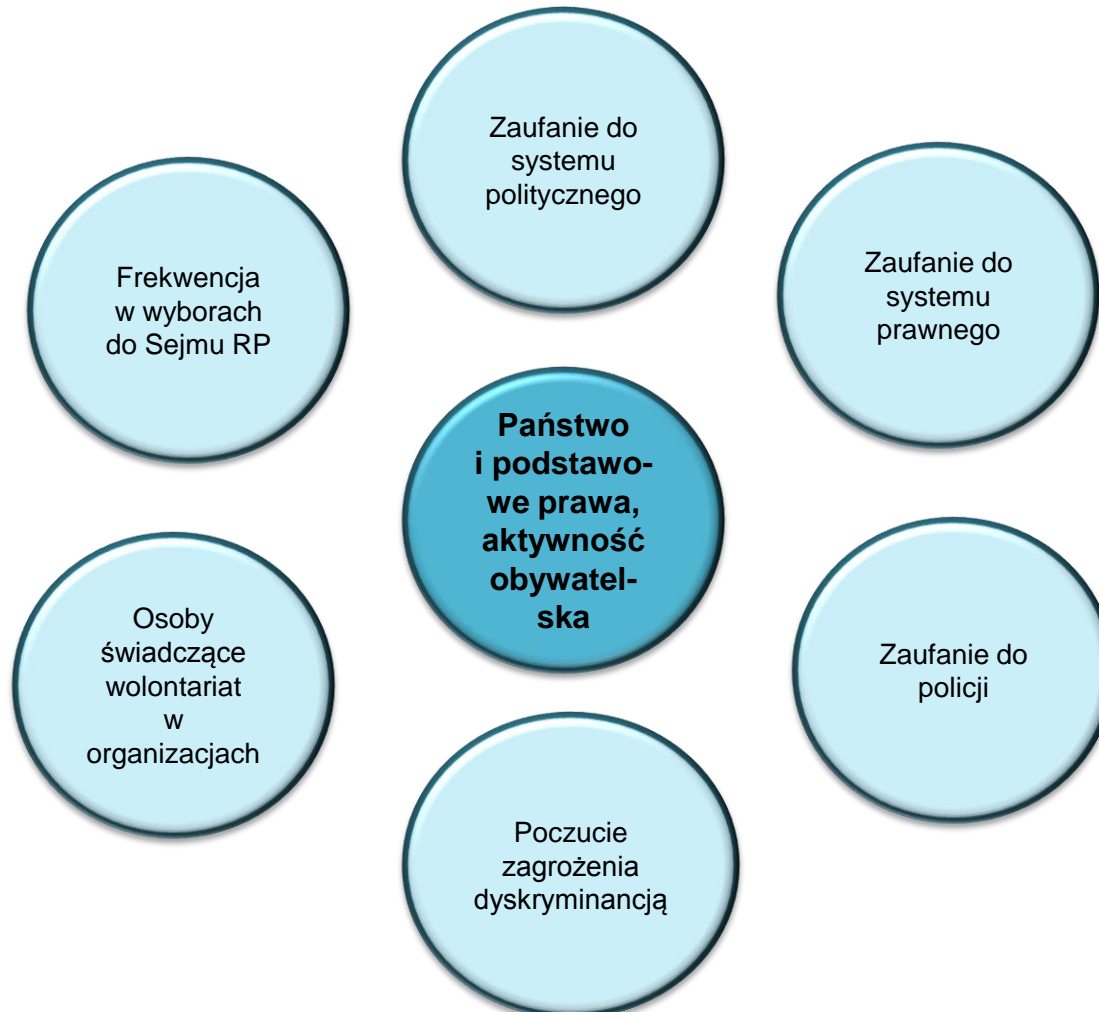 Zaufanie do
systemu
politycznego
Frekwencja
w wyborach
do Sejmu RP
Zaufanie do
systemu
prawnego
Państwo
i podstawo-
we prawa,
aktywność
obywatel-
ska
Osoby
świadczące
wolontariat
w
organizacjach
Zaufanie do
policji
Poczucie
zagrożenia
dyskryminancją